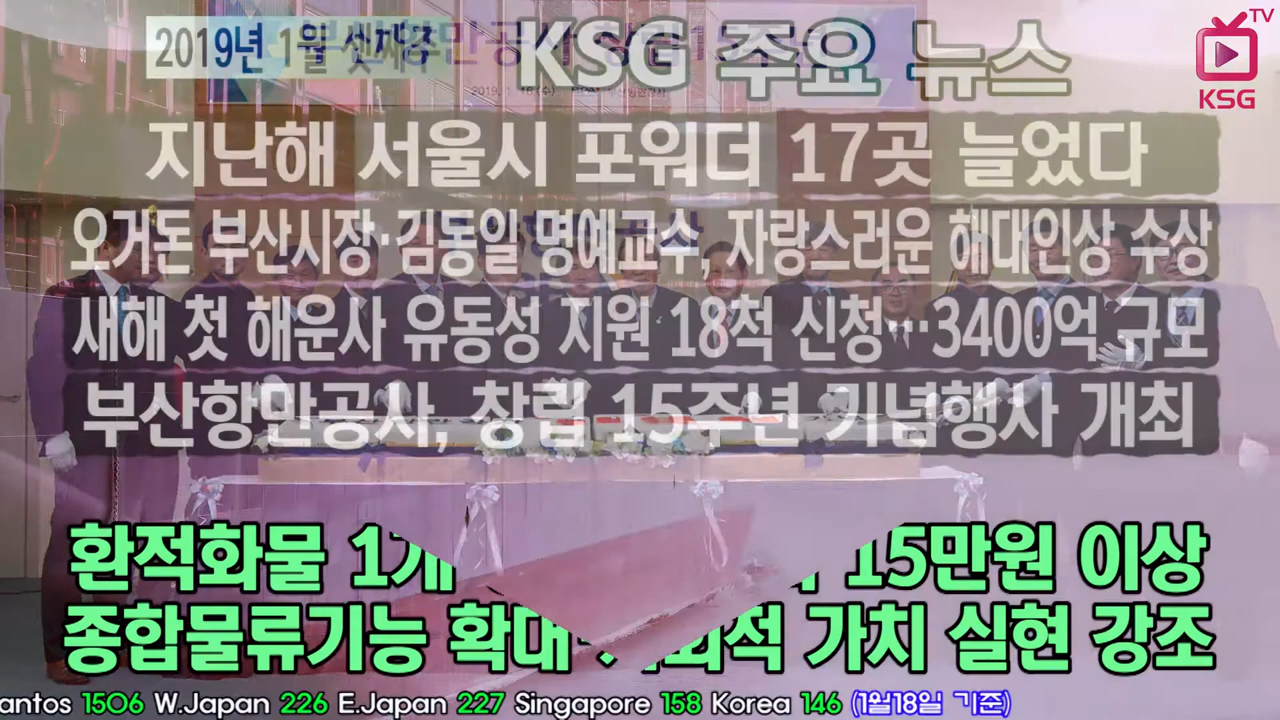 2019년 1월 셋째주 KSG 주요 뉴스
TV
KSG
지난해 서울시 포워더 17곳 늘었다
오거돈 부산시장·김동일 명예교수, 자랑스러운 해대인상 수상
새해 첫 해운사 유동성 지원 18척 신청…3400억 규모
부산항만공사, 창립 15주년 기념행사 개최
환적화물 1개 15만원 이상
종합물류기능 확대 가치 실현 강조
antos 1506 W.Japan 226 E.Japan 227 Singapore 158 Korea 146 (1월18일 기준)